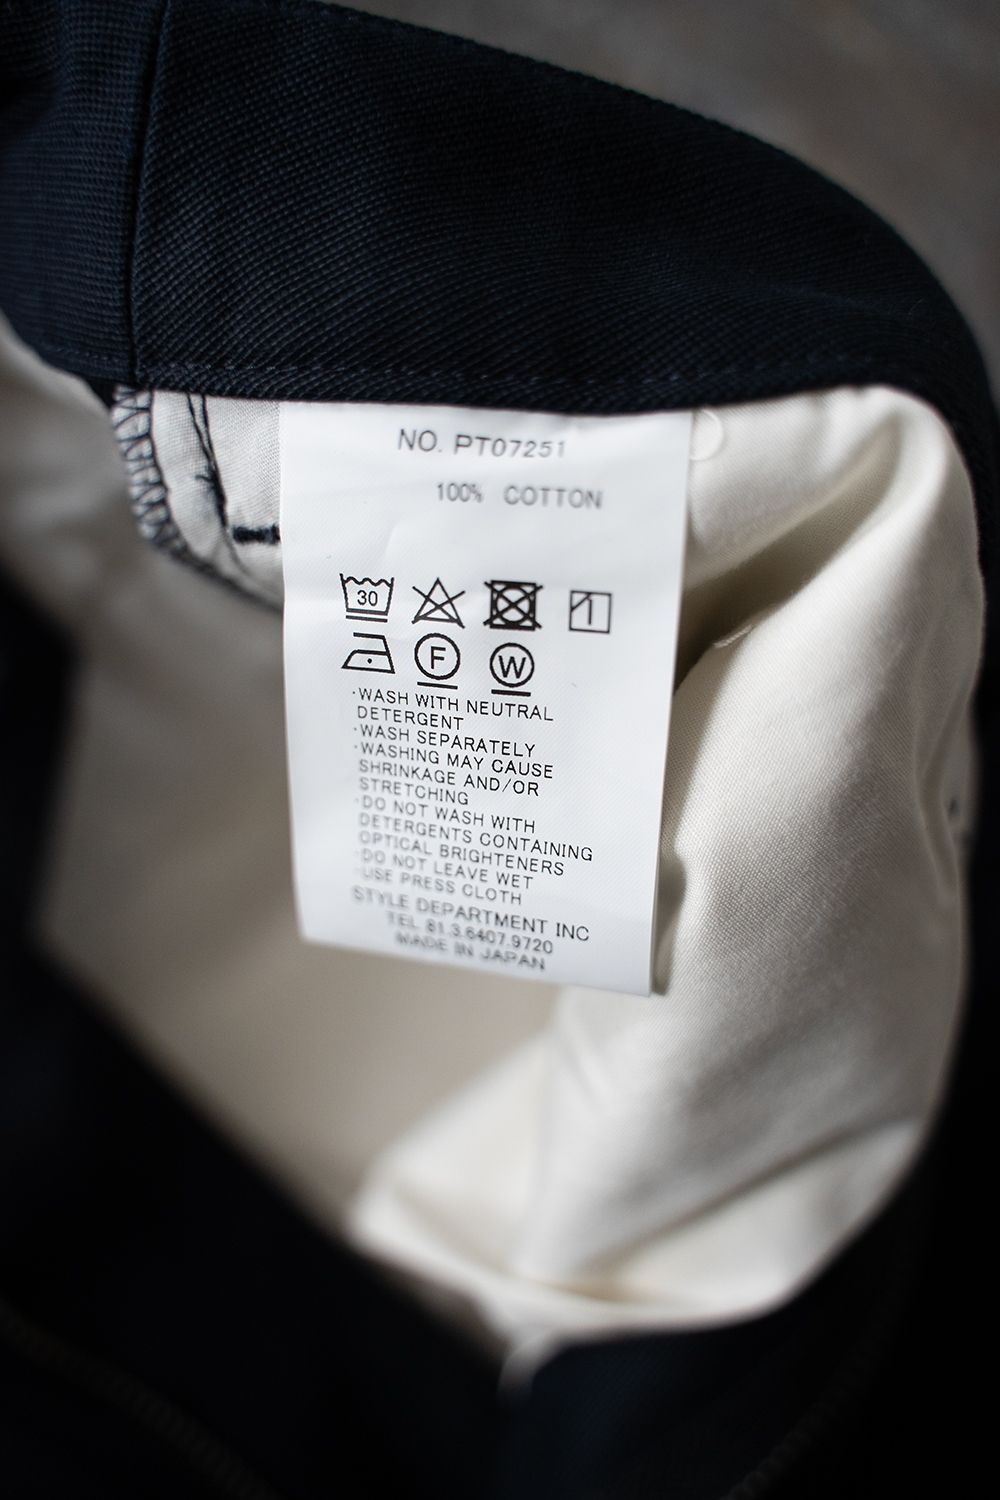 NO. PT07251
100% COTTON
30
F W
·WASH WITH NEUTRAL
DETERGENT
·WASH SEPARATELY
·WASHING MAY CAUSE
SHRINKAGE AND/OR
STRETCHING
·DO NOT WASH WITH
DETERGENTS CONTAINING
OPTICAL BRIGHTENERS
·DO NOT LEAVE WET
·USE PRESS CLOTH
STYLE DEPARTMENT INC
TEL 81.3.6407.9720
MADE IN JAPAN